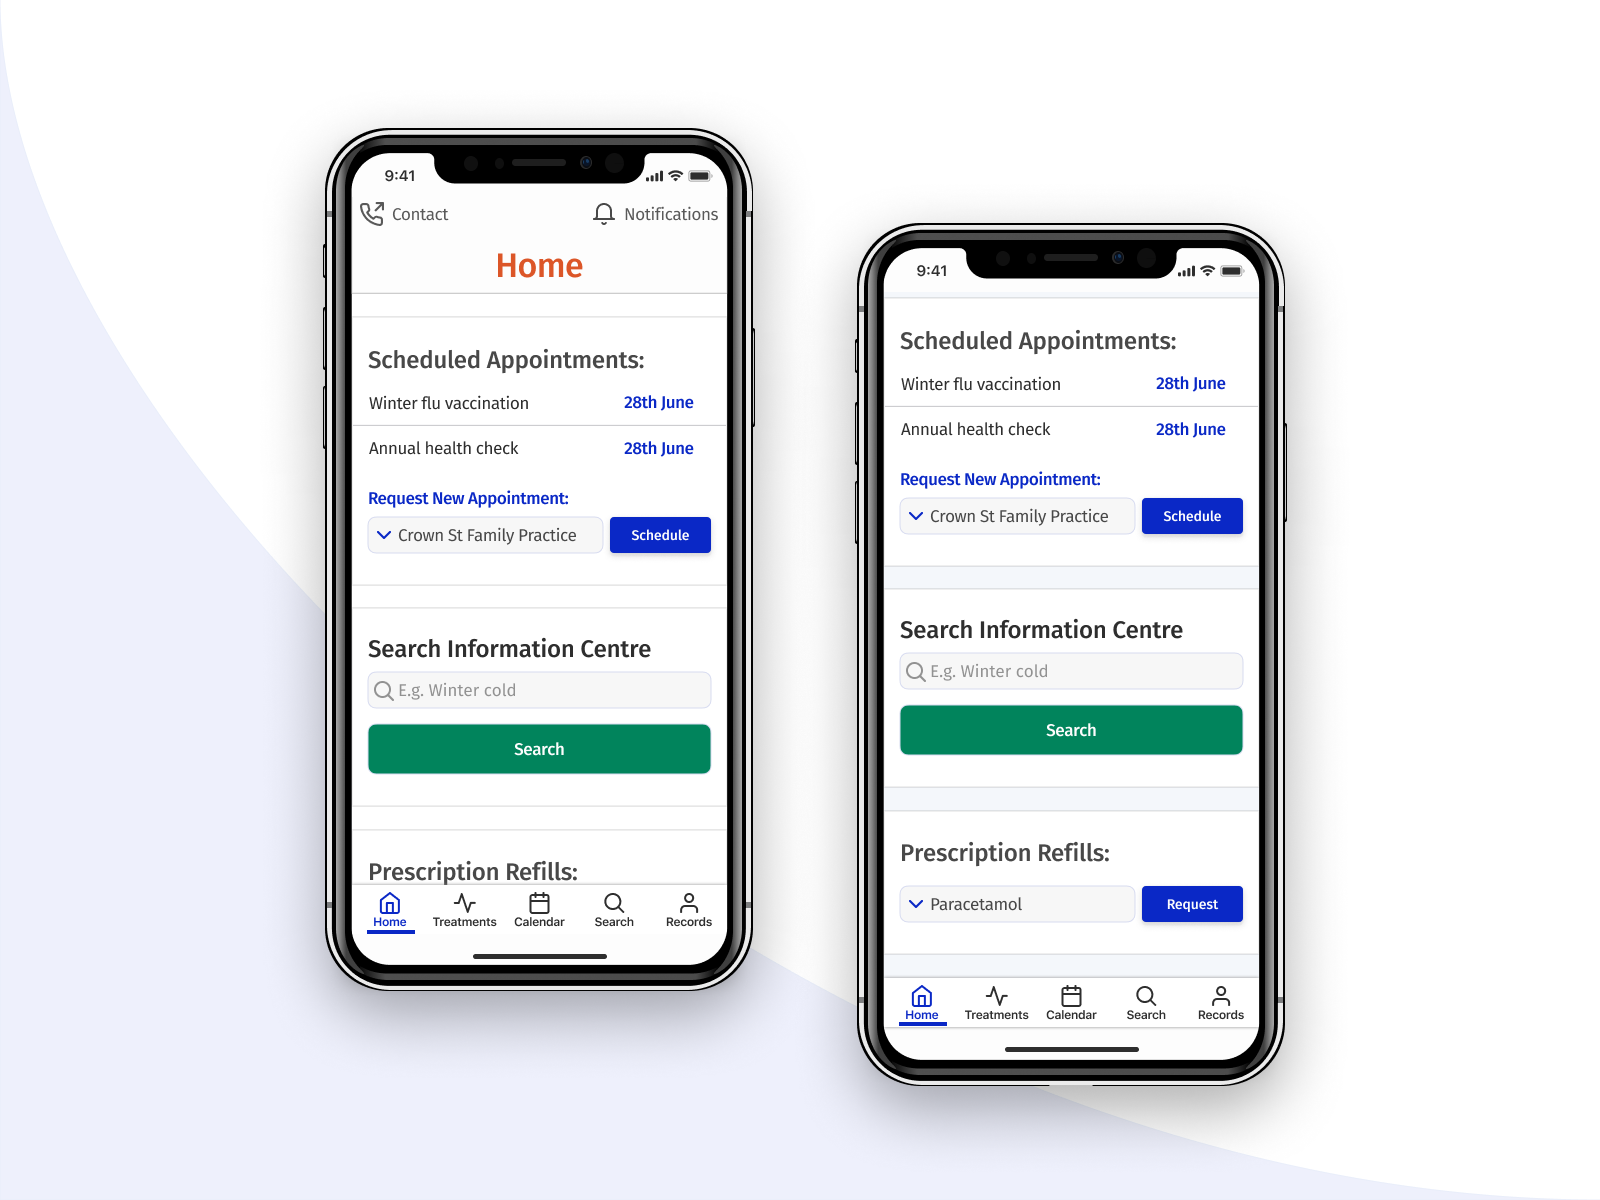 9:41
Contact
Notifications
Home
Scheduled Appointments:
Winter flu vaccination 28th June
Annual health check 28th June
Request New Appointment:
Crown St Family Practice Schedule
Search Information Centre
E.g. Winter cold
Search
Prescription Refills:
Home Treatments Calendar Search Records
9:41
Scheduled Appointments:
Winter flu vaccination 28th June
Annual health check 28th June
Request New Appointment:
Crown St Family Practice Schedule
Search Information Centre
E.g. Winter cold
Search
Prescription Refills:
Paracetamol Request
Home Treatments Calendar Search Records